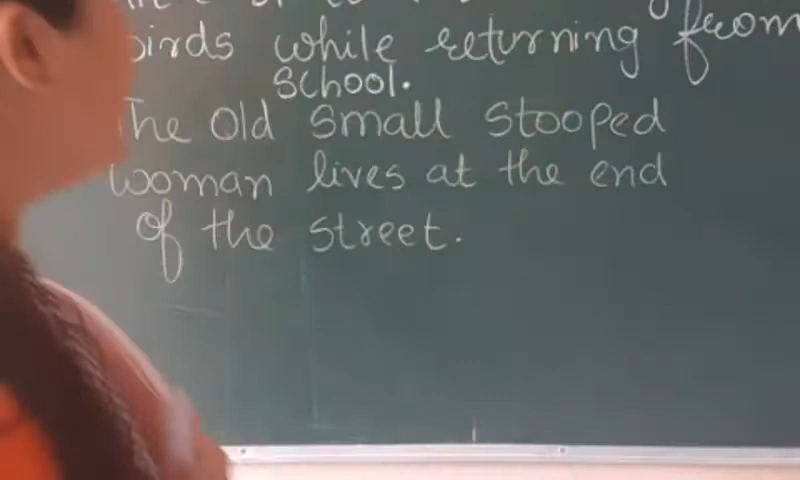 birds while returning from
school.
The old small stooped
woman lives at the end
of the street.